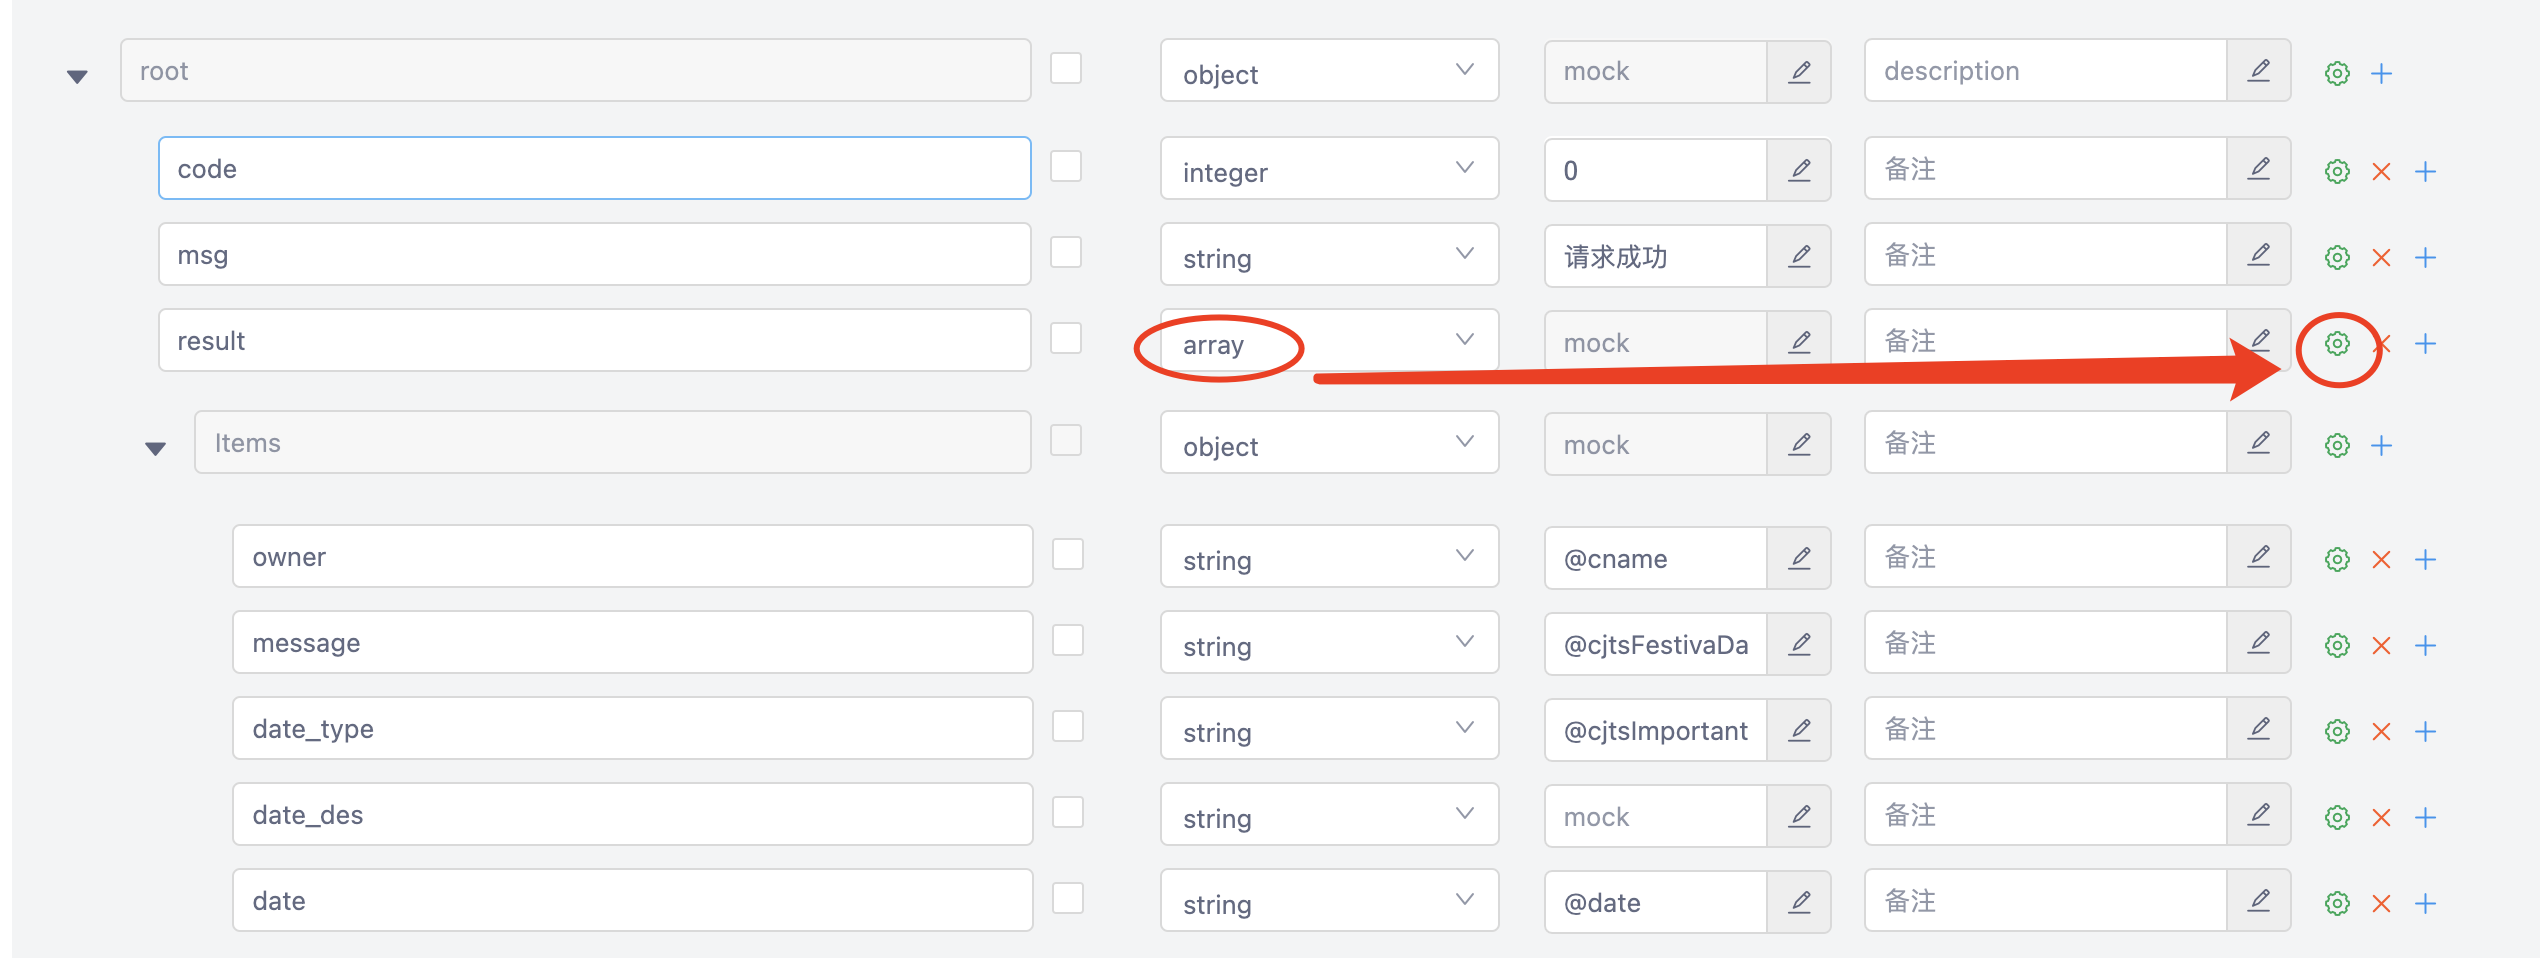 root object mock description
code integer 0 备注
msg string 请求成功 备注
result array mock 备注
Items object mock 备注
owner string @cname 备注
message string @cjtsFestivaDa 备注
date_type string @cjtsImportant 备注
date_des string mock 备注
date string @date 备注